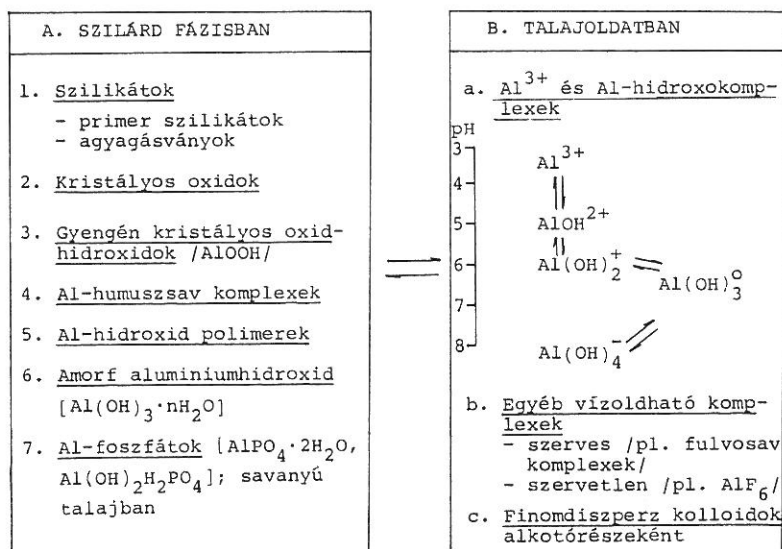 A. SZILÁRD FÁZISBAN
1. Szilikátok
- primer szilikátok
- agyagásványok
2. Kristályos oxidok
3. Gyengén kristályos oxid-
hidroxidok /AlOOH/
4. Al-humuszsav komplexek
5. Al-hidroxid polimerek
6. Amorf aluminiumhidroxid
[Al(OH)₃·nH₂O]
7. Al-foszfátok [AlPO₄·2H₂O,
Al(OH)₂H₂PO₄]; savanyú
talajban
B. TALAJOLDATBAN
a. Al³⁺ és Al-hidroxokomp-
lexek
pH
3
4
5
6
7
8
Al³⁺
AlOH²⁺
Al(OH)₂⁺
Al(OH)₃⁰
Al(OH)₄⁻
b. Egyéb vízoldható komp-
lexek
- szerves /pl. fulvosav
komplexek/
- szervetlen /pl. AlF₆/
c. Finomdiszperz kolloidok
alkotórészeként